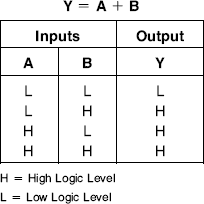 Y = A + B
Inputs Output
A B Y
L L L
L H H
H L H
H H H
H = High Logic Level
L = Low Logic Level